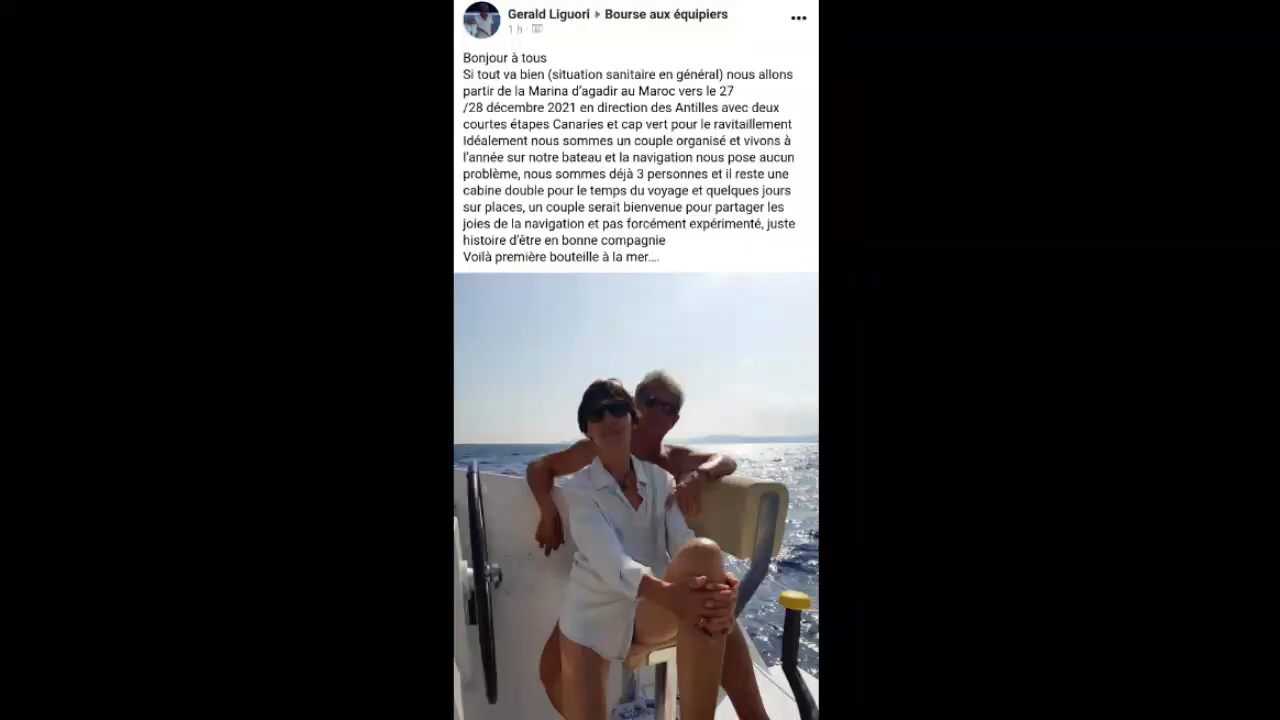 Gerald Liguori ▸ Bourse aux équipiers
1 h ·
Bonjour à tous
Si tout va bien (situation sanitaire en général) nous allons
partir de la Marina d’agadir au Maroc vers le 27
/28 décembre 2021 en direction des Antilles avec deux
courtes étapes Canaries et cap vert pour le ravitaillement
Idéalement nous sommes un couple organisé et vivons à
l’année sur notre bateau et la navigation nous pose aucun
problème, nous sommes déjà 3 personnes et il reste une
cabine double pour le temps du voyage et quelques jours
sur places, un couple serait bienvenue pour partager les
joies de la navigation et pas forcément expérimenté, juste
histoire d’être en bonne compagnie
Voilà première bouteille à la mer....